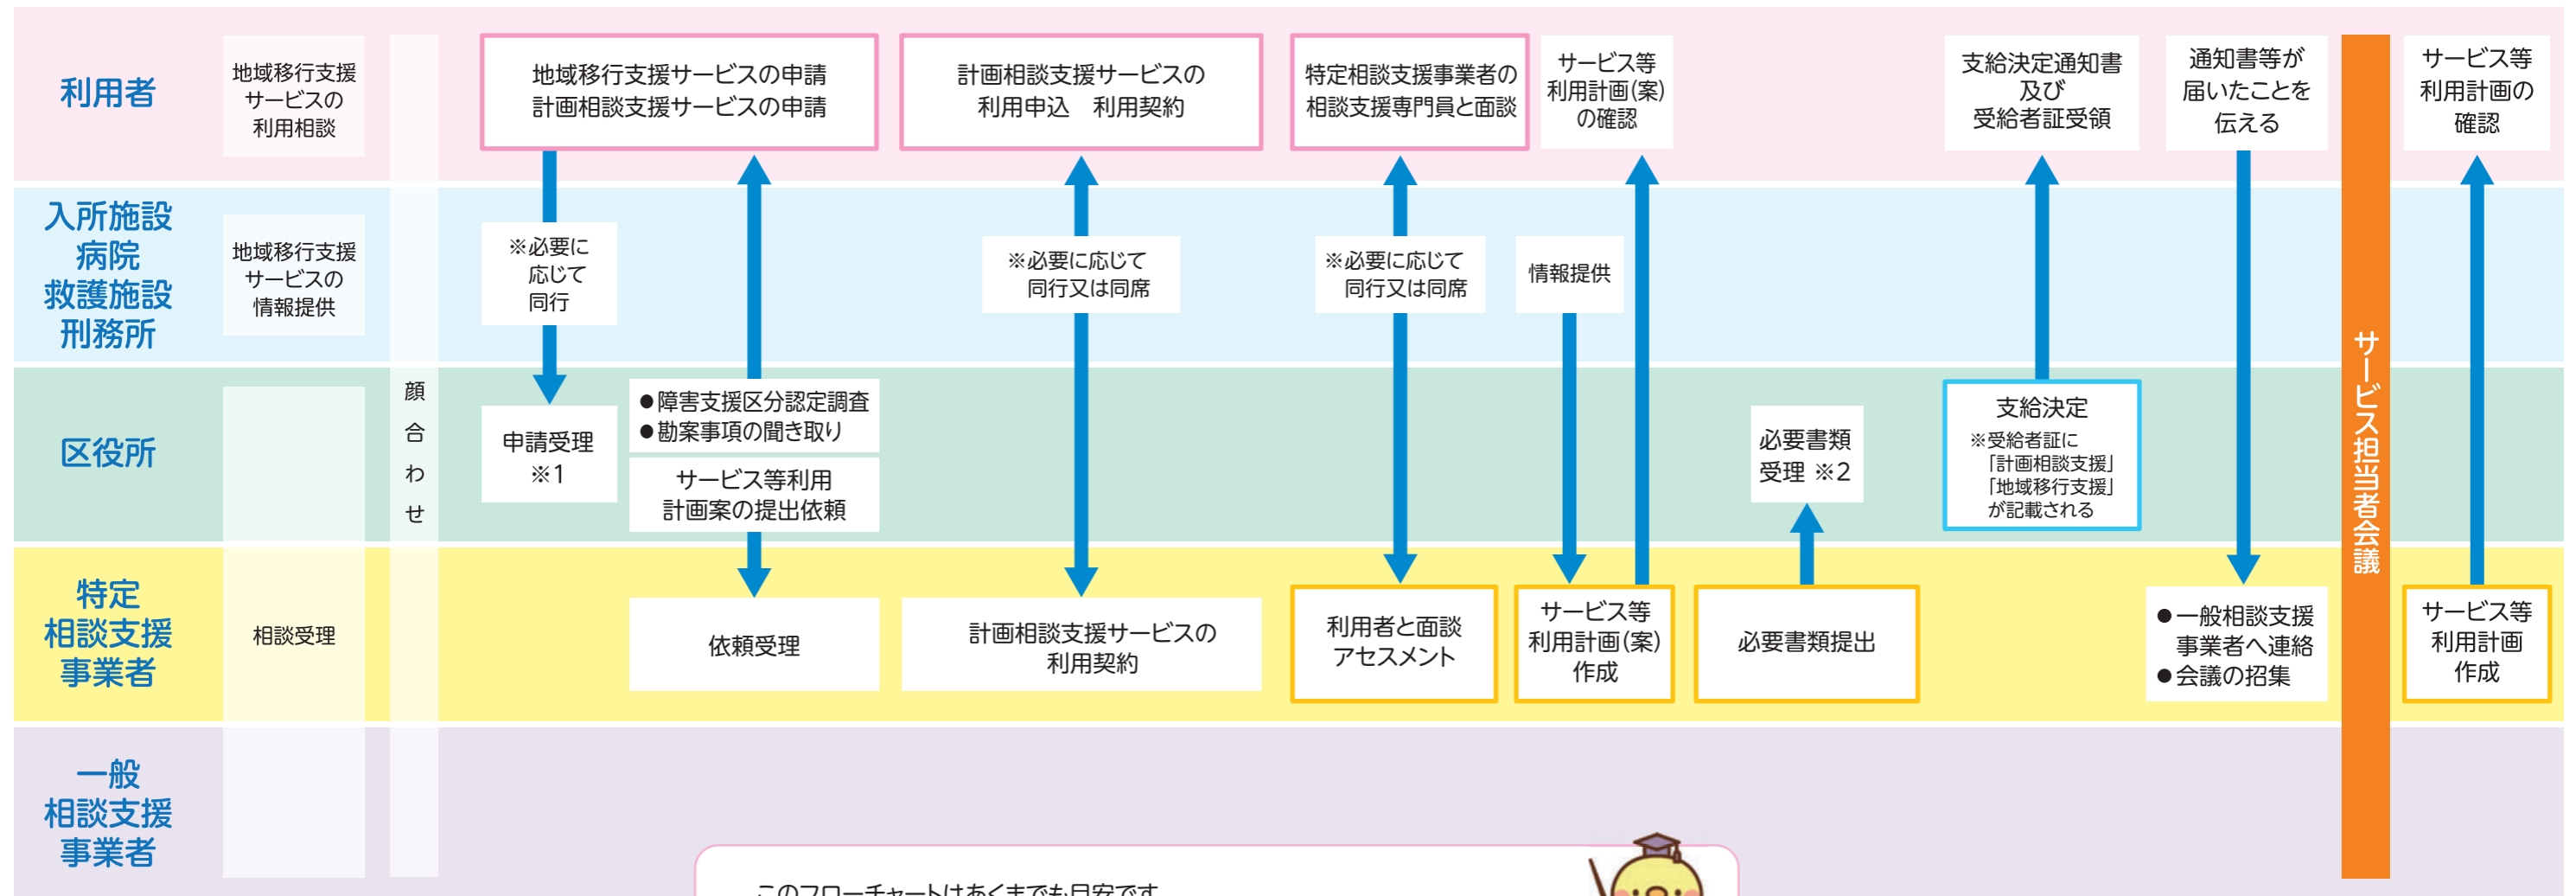 利用者
地域移行支援
サービスの
利用相談
地域移行支援サービスの申請
計画相談支援サービスの申請
計画相談支援サービスの
利用申込　利用契約
特定相談支援事業者の
相談支援専門員と面談
サービス等
利用計画(案)
の確認
支給決定通知書
及び
受給者証受領
通知書等が
届いたことを
伝える
サービス等
利用計画の
確認
入所施設
病院
救護施設
刑務所
地域移行支援
サービスの
情報提供
※必要に
応じて
同行
※必要に応じて
同行又は同席
※必要に応じて
同行又は同席
情報提供
顔合わせ
サービス担当者会議
区役所
申請受理
※1
●障害支援区分認定調査
●勘案事項の聞き取り
サービス等利用
計画案の提出依頼
必要書類
受理 ※2
支給決定
※受給者証に
「計画相談支援」
「地域移行支援」
が記載される
特定
相談支援
事業者
相談受理
依頼受理
計画相談支援サービスの
利用契約
利用者と面談
アセスメント
サービス等
利用計画(案)
作成
必要書類提出
●一般相談支援
事業者へ連絡
●会議の招集
サービス等
利用計画
作成
一般
相談支援
事業者
このフローチャートはあくまでも目安です